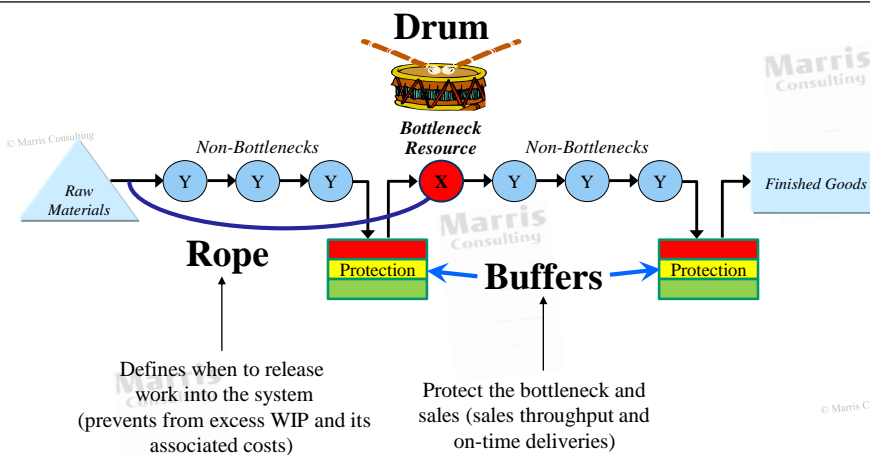 Drum
Marris
Consulting
© Marris Consulting
Bottleneck
Resource
Non-Bottlenecks
Non-Bottlenecks
Raw
Materials
Y
Y
Y
X
Y
Y
Y
Finished Goods
Marris
Consulting
Rope
Protection
Buffers
Protection
Defines when to release
work into the system
(prevents from excess WIP and its
associated costs)
Marris
Protect the bottleneck and
sales (sales throughput and
on-time deliveries)
© Marris C